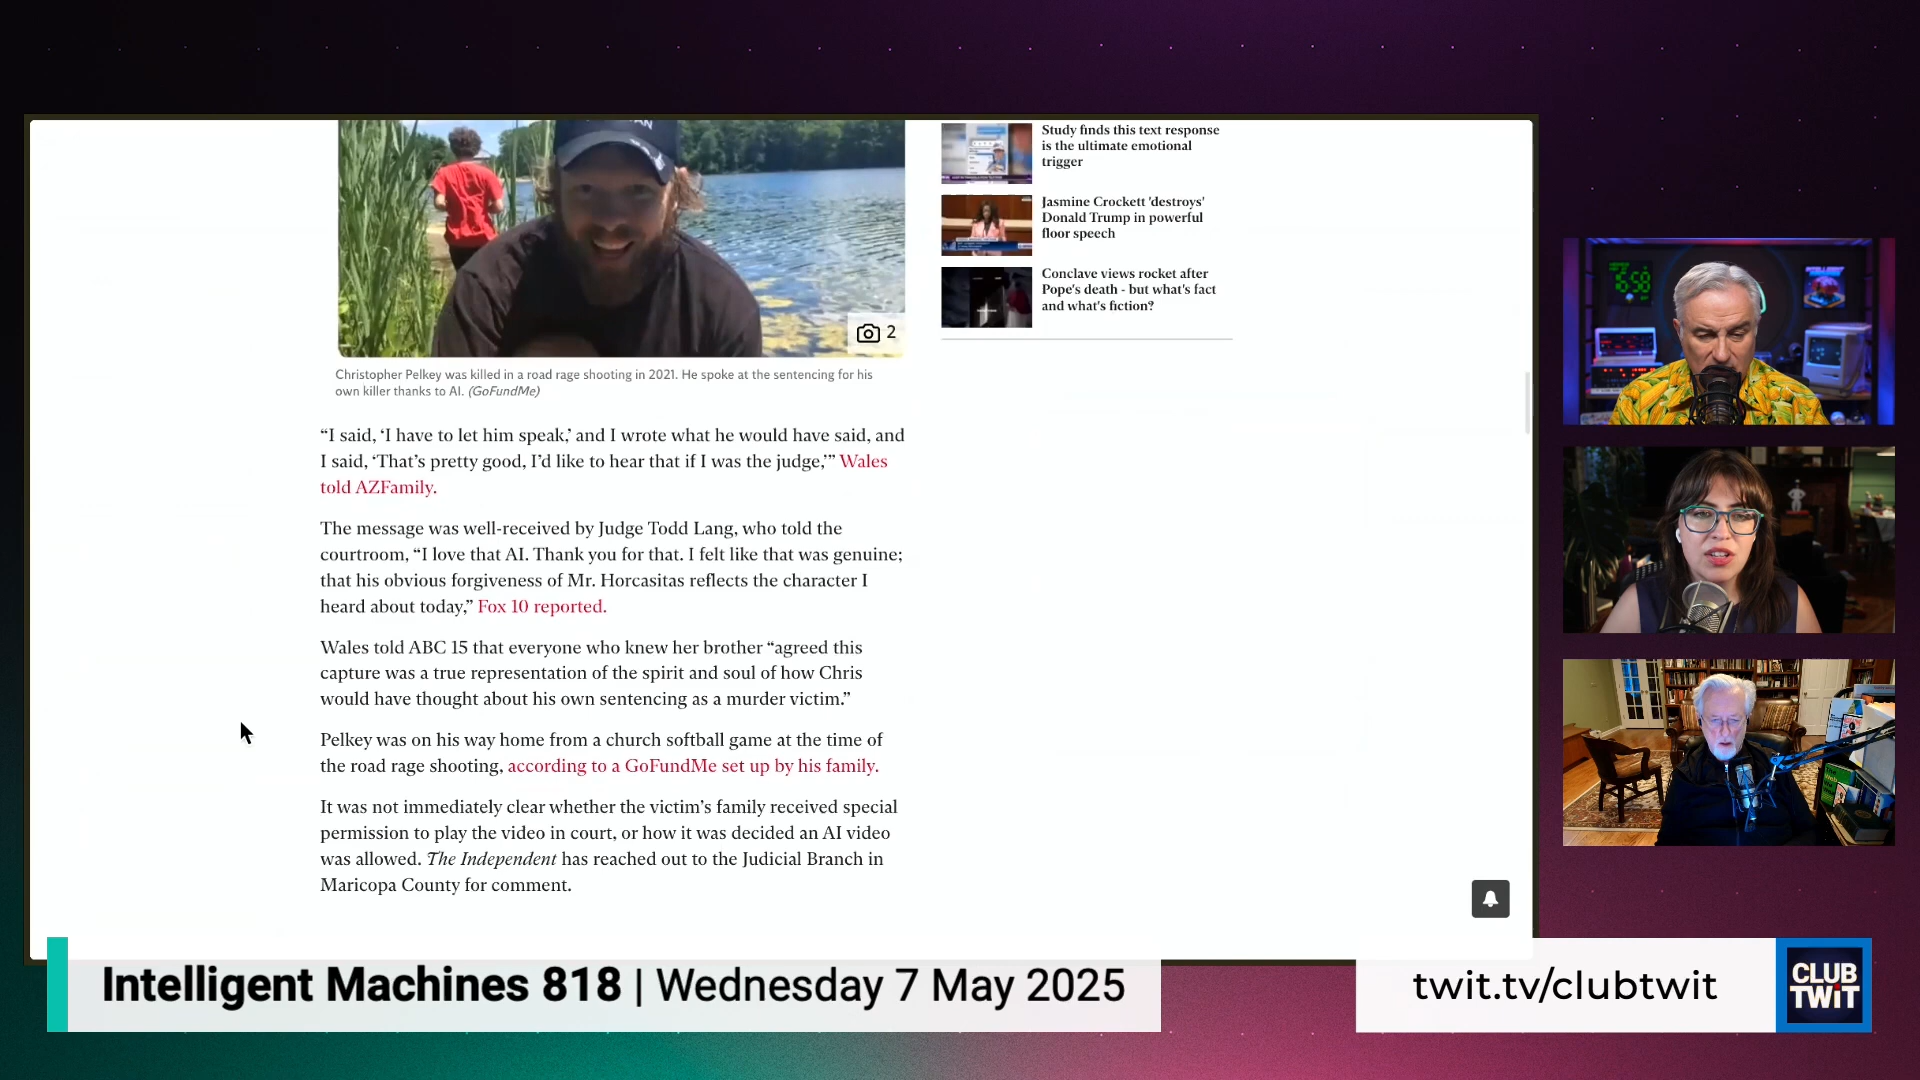 Study finds this text response
is the ultimate emotional
trigger
Jasmine Crockett 'destroys'
Donald Trump in powerful
floor speech
Conclave views rocket after
Pope's death - but what's fact
and what's fiction?
2
Christopher Pelkey was killed in a road rage shooting in 2021. He spoke at the sentencing for his
own killer thanks to AI. (GoFundMe)
“I said, ‘I have to let him speak,’ and I wrote what he would have said, and
I said, ‘That’s pretty good, I’d like to hear that if I was the judge,’” Wales
told AZFamily.
The message was well-received by Judge Todd Lang, who told the
courtroom, “I love that AI. Thank you for that. I felt like that was genuine;
that his obvious forgiveness of Mr. Horcasitas reflects the character I
heard about today,” Fox 10 reported.
Wales told ABC 15 that everyone who knew her brother “agreed this
capture was a true representation of the spirit and soul of how Chris
would have thought about his own sentencing as a murder victim.”
Pelkey was on his way home from a church softball game at the time of
the road rage shooting, according to a GoFundMe set up by his family.
It was not immediately clear whether the victim’s family received special
permission to play the video in court, or how it was decided an AI video
was allowed. The Independent has reached out to the Judicial Branch in
Maricopa County for comment.
6:58
Intelligent Machines 818 | Wednesday 7 May 2025
twit.tv/clubtwit
CLUB
TWiT